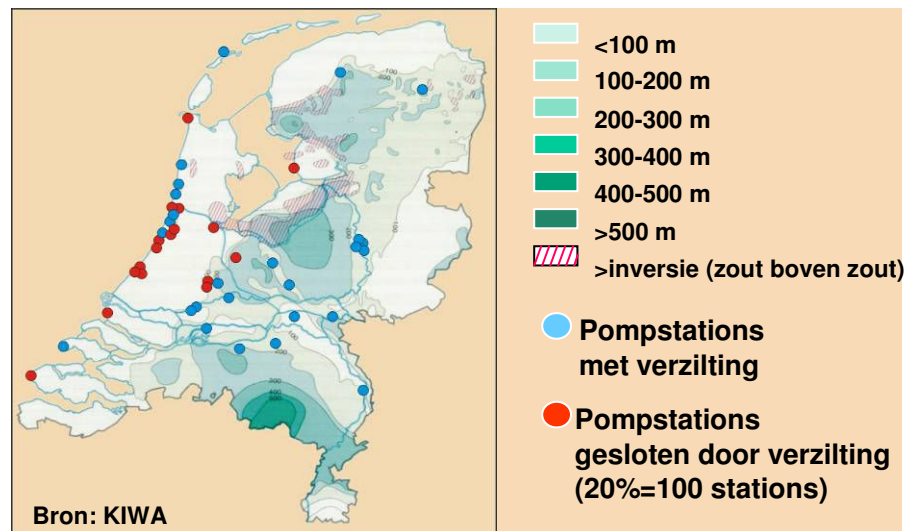 <100 m
100-200 m
200-300 m
300-400 m
400-500 m
>500 m
>inversie (zout boven zout)
Pompstations
met verzilting
Pompstations
gesloten door verzilting
(20%=100 stations)
Bron: KIWA